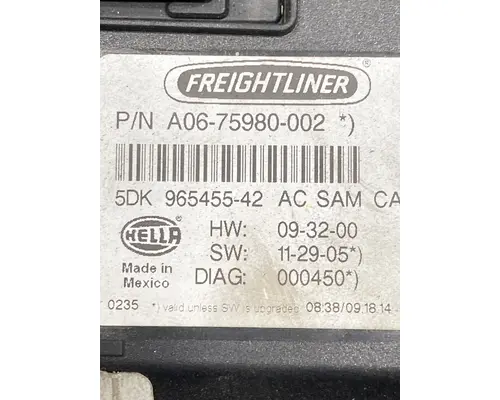 FREIGHTLINER ®
P/N A06-75980-002 *)
5DK 965455-42 AC SAM CA
HELLA HW: 09-32-00
SW: 11-29-05*)
Made in Mexico DIAG: 000450*)
0235 *) valid unless SW is upgraded 08:38/09.18.14